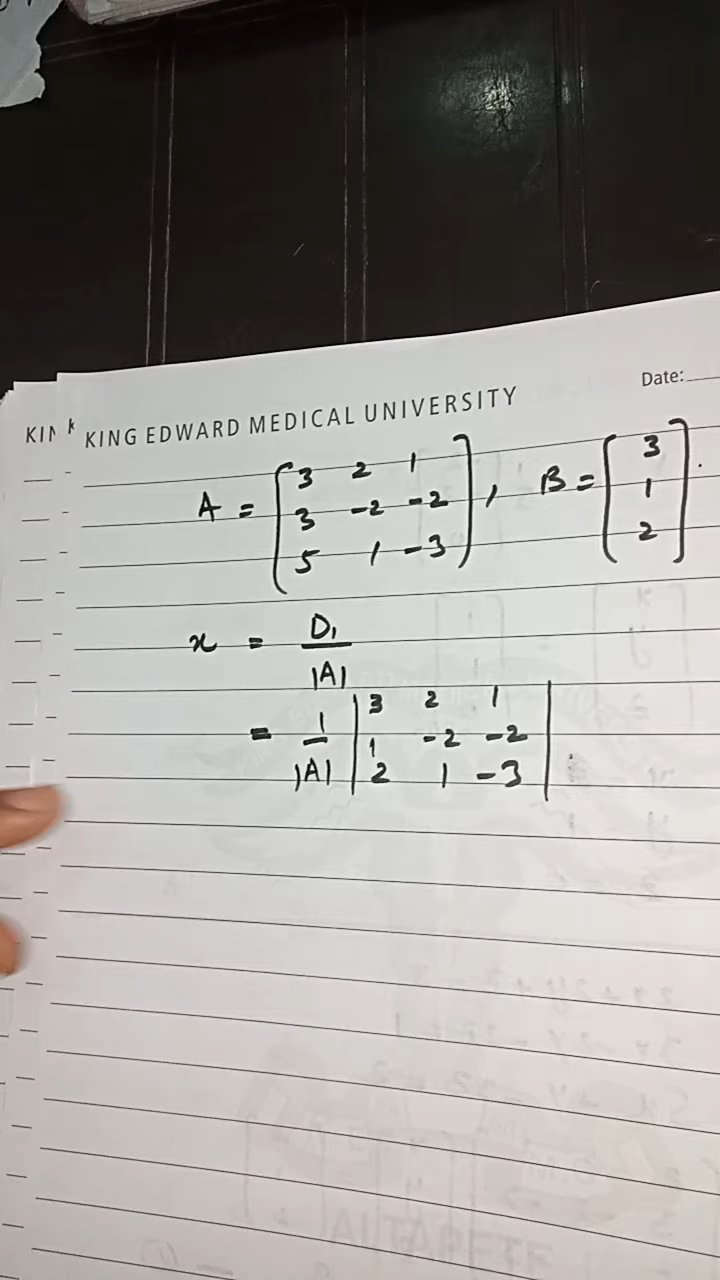 KIN KING EDWARD MEDICAL UNIVERSITY Date:
A = [3 2 1
3 -2 -2
5 1 -3] , B = [3
1
2] .
x = D₁
|A|
= 1
|A| |3 2 1
1 -2 -2
2 1 -3|